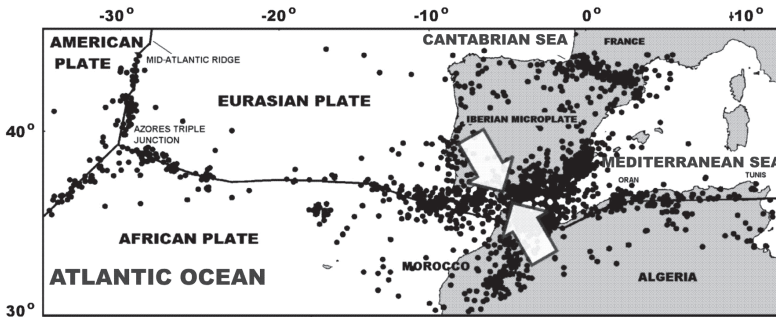 -30° -20° -10° 0° +10°
AMERICAN
PLATE
MID-ATLANTIC RIDGE
CANTABRIAN SEA
FRANCE
EURASIAN PLATE
IBERIAN MICROPLATE
40°
AZORES TRIPLE
JUNCTION
MEDITERRANEAN SEA
ORAN
TUNIS
AFRICAN PLATE
MOROCCO
ATLANTIC OCEAN
ALGERIA
30°